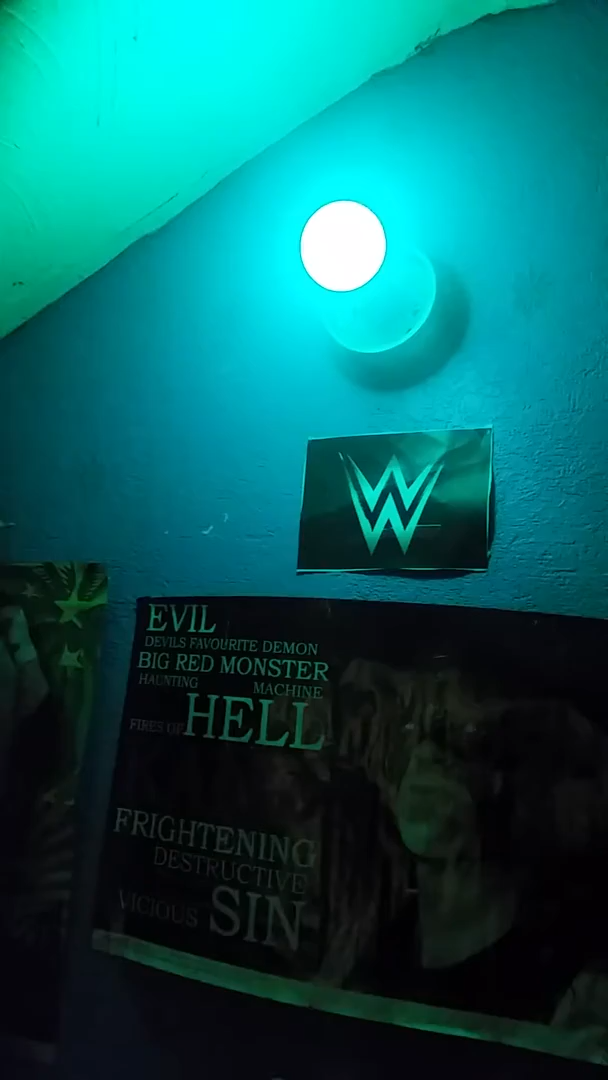 W
EVIL
DEVILS FAVOURITE DEMON
BIG RED MONSTER
HAUNTING MACHINE
FIRES OF HELL
FRIGHTENING
DESTRUCTIVE
VICIOUS SIN